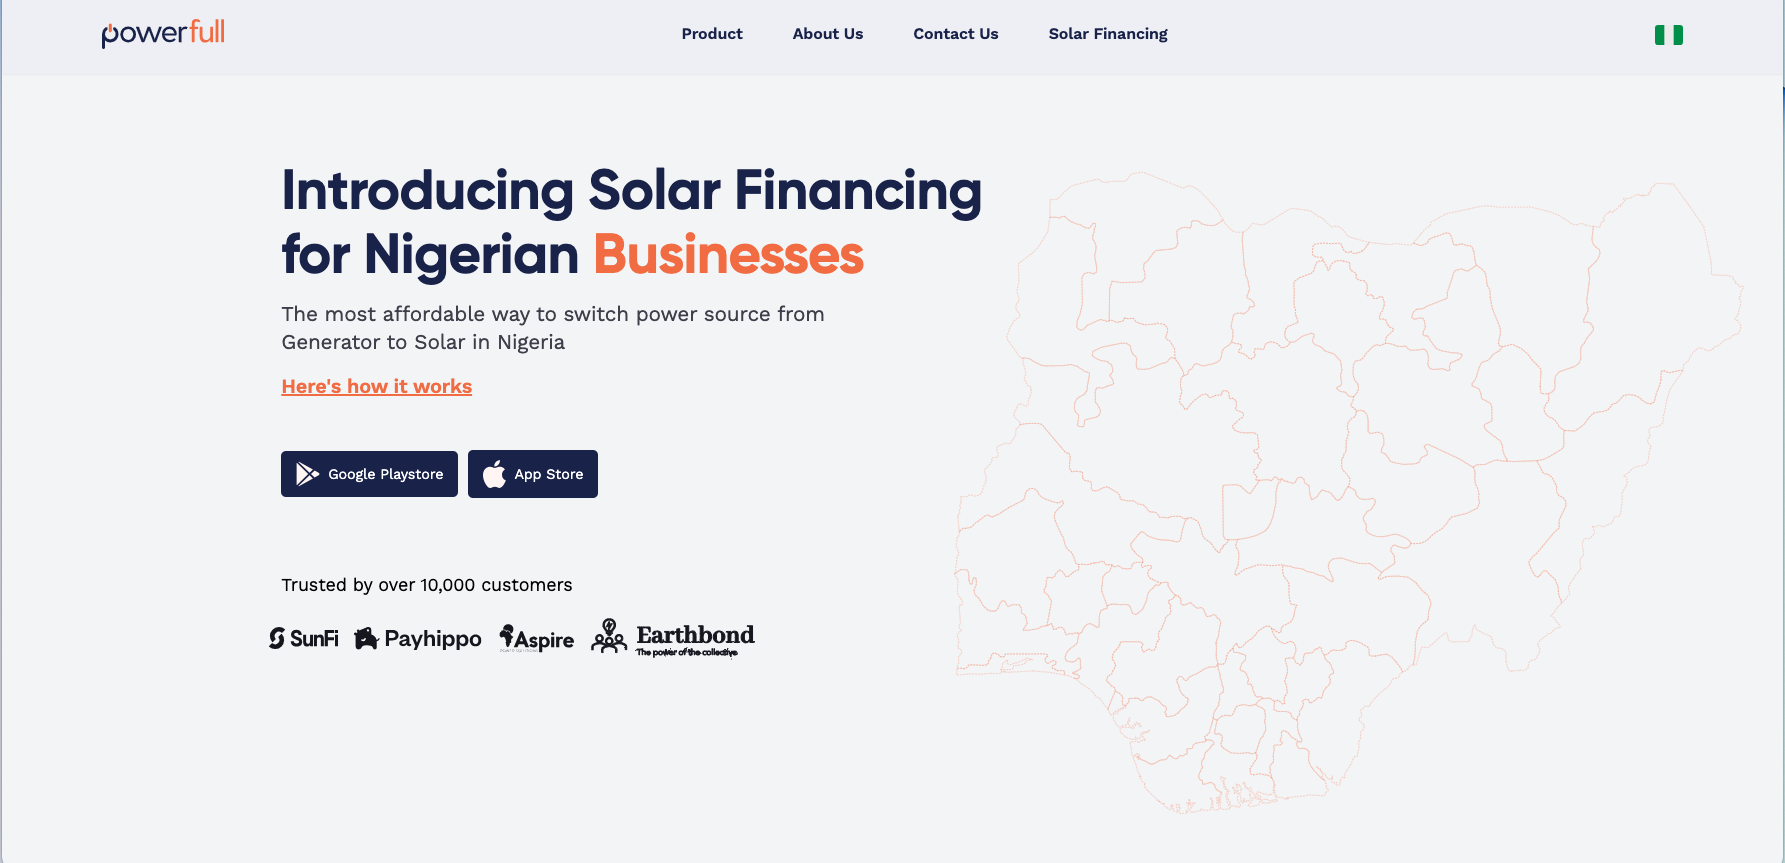 powerfull
Product
About Us
Contact Us
Solar Financing
Introducing Solar Financing
for Nigerian Businesses
The most affordable way to switch power source from
Generator to Solar in Nigeria
Here's how it works
Google Playstore
App Store
Trusted by over 10,000 customers
SunFi
Payhippo
Aspire
Earthbond
The power of the collective